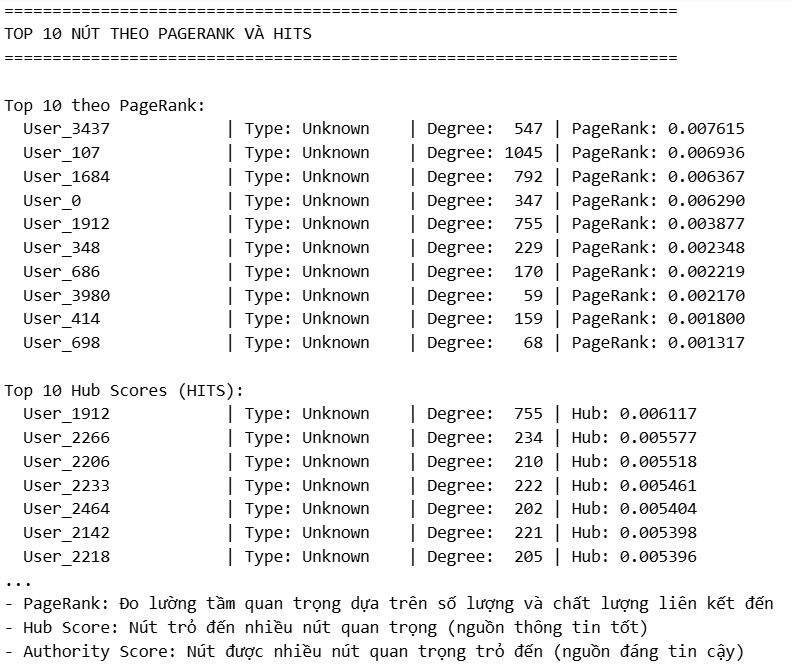 ======================================================================
TOP 10 NÚT THEO PAGERANK VÀ HITS
======================================================================
Top 10 theo PageRank:
User_3437 | Type: Unknown | Degree: 547 | PageRank: 0.007615
User_107 | Type: Unknown | Degree: 1045 | PageRank: 0.006936
User_1684 | Type: Unknown | Degree: 792 | PageRank: 0.006367
User_0 | Type: Unknown | Degree: 347 | PageRank: 0.006290
User_1912 | Type: Unknown | Degree: 755 | PageRank: 0.003877
User_348 | Type: Unknown | Degree: 229 | PageRank: 0.002348
User_686 | Type: Unknown | Degree: 170 | PageRank: 0.002219
User_3980 | Type: Unknown | Degree: 59 | PageRank: 0.002170
User_414 | Type: Unknown | Degree: 159 | PageRank: 0.001800
User_698 | Type: Unknown | Degree: 68 | PageRank: 0.001317
Top 10 Hub Scores (HITS):
User_1912 | Type: Unknown | Degree: 755 | Hub: 0.006117
User_2266 | Type: Unknown | Degree: 234 | Hub: 0.005577
User_2206 | Type: Unknown | Degree: 210 | Hub: 0.005518
User_2233 | Type: Unknown | Degree: 222 | Hub: 0.005461
User_2464 | Type: Unknown | Degree: 202 | Hub: 0.005404
User_2142 | Type: Unknown | Degree: 221 | Hub: 0.005398
User_2218 | Type: Unknown | Degree: 205 | Hub: 0.005396
...
- PageRank: Đo lường tầm quan trọng dựa trên số lượng và chất lượng liên kết đến
- Hub Score: Nút trỏ đến nhiều nút quan trọng (nguồn thông tin tốt)
- Authority Score: Nút được nhiều nút quan trọng trỏ đến (nguồn đáng tin cậy)